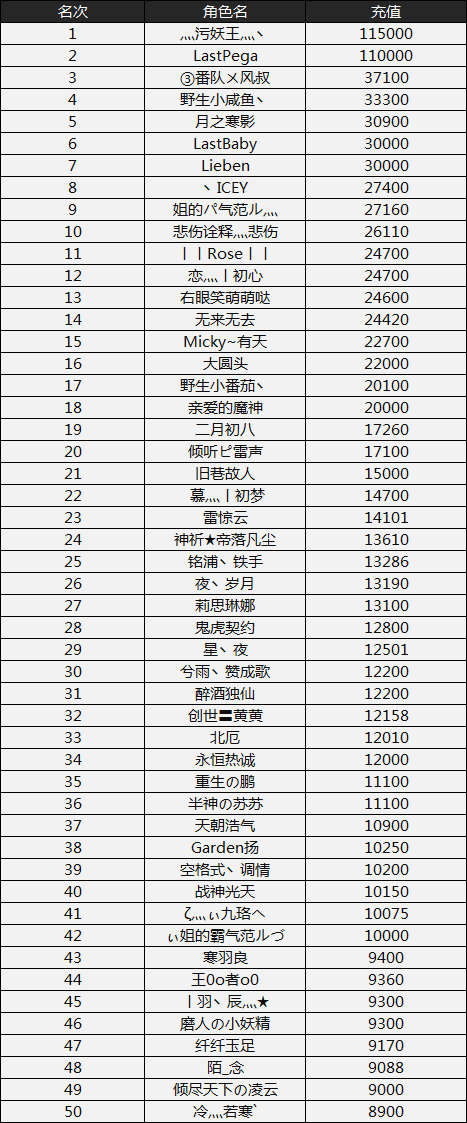 名次 角色名 充值
1 灬污妖王灬丶 115000
2 LastPega 110000
3 ③番队メ风叔 37100
4 野生小咸鱼丶 33300
5 月之寒影 30900
6 LastBaby 30000
7 Lieben 30000
8 丶ICEY 27400
9 姐的パ气范ル灬 27160
10 悲伤诠释灬悲伤 26110
11 丨丨Rose丨丨 24700
12 恋灬丨初心 24700
13 右眼笑萌萌哒 24600
14 无来无去 24420
15 Micky~有天 22700
16 大圆头 22000
17 野生小番茄丶 20100
18 亲爱的魔神 20000
19 二月初八 17260
20 倾听ピ雷声 17100
21 旧巷故人 15000
22 慕灬丨初梦 14700
23 雷惊云 14101
24 神祈★帝落凡尘 13610
25 铭浦丶铁手 13286
26 夜丶岁月 13190
27 莉思琳娜 13100
28 鬼虎契约 12800
29 星丶夜 12501
30 兮雨丶赞成歌 12200
31 醉酒独仙 12200
32 创世〓黄黄 12158
33 北厄 12010
34 永恒热诚 12000
35 重生の鹏 11100
36 半神の苏苏 11100
37 天朝浩气 10900
38 Garden扬 10250
39 空格式丶调情 10200
40 战神光天 10150
41 ζ灬ぃ九珞ヘ 10075
42 ぃ姐的霸气范ルづ 10000
43 寒羽良 9400
44 王0o者o0 9360
45 丨羽丶辰灬★ 9300
46 磨人の小妖精 9300
47 纤纤玉足 9170
48 陌_念 9088
49 倾尽天下の凌云 9000
50 冷灬若寒` 8900